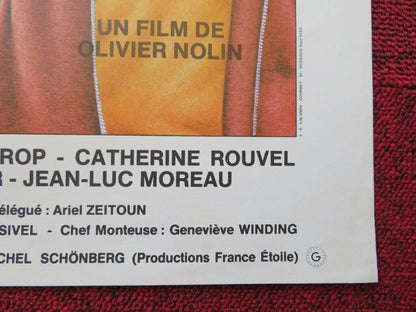 UN FILM DE
OLIVIER NOLIN
ROP - CATHERINE ROUVEL
R - JEAN-LUC MOREAU
élégué : Ariel ZEITOUN
SIVEL - Chef Monteuse : Geneviève WINDING
CHEL SCHÖNBERG (Productions France Étoile) G